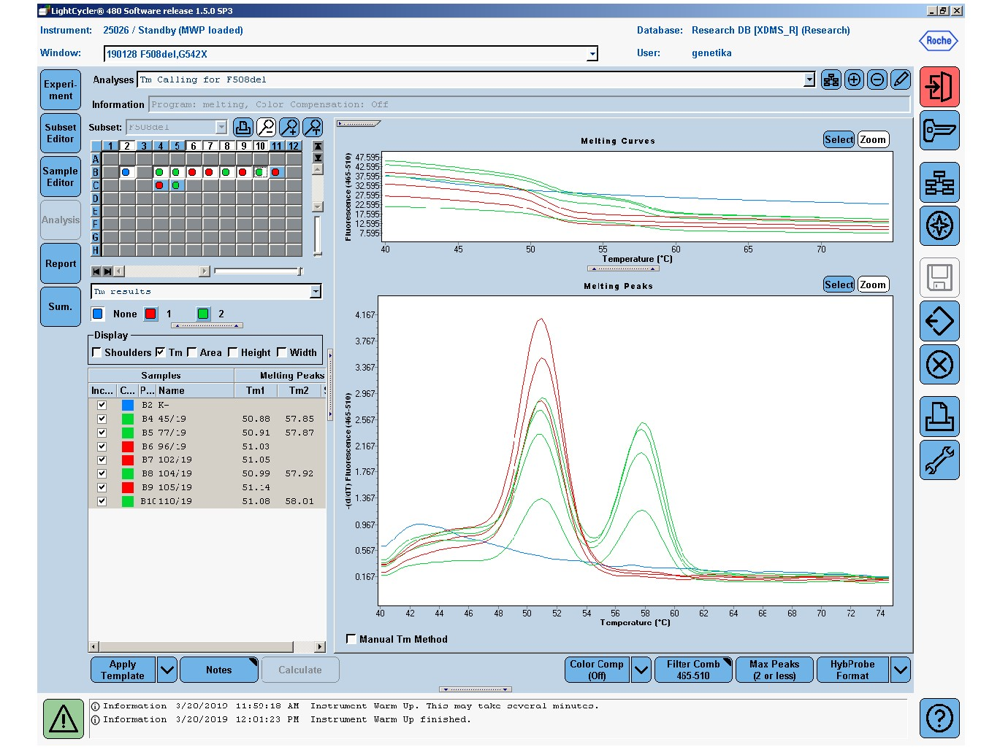 LightCycler® 480 Software release 1.5.0 SP3
Instrument: 25026 / Standby (MWP loaded)
Database: Research DB [XDMS_R] (Research)
Window: 190128 F508del,G542X
User: genetika
Roche
Experi-
ment
Subset
Editor
Sample
Editor
Analysis
Report
Sum.
Analyses Tm Calling for F508del
Information Program: melting, Color Compensation: Off
Subset: F508del
1 2 3 4 5 6 7 8 9 10 11 12
A
B
C
D
E
F
G
H
Tm results
None 1 2
Display
Shoulders Tm Area Height Width
Samples Melting Peaks
Inc... C... P... Name Tm1 Tm2
B2 K-
B4 45/19 50.88 57.85
B5 77/19 50.91 57.87
B6 96/19 51.03
B7 102/19 51.05
B8 104/19 50.99 57.92
B9 105/19 51.14
B10 110/19 51.08 58.01
Melting Curves
Select Zoom
Fluorescence (465-510)
47.595
42.595
37.595
32.595
27.595
22.595
17.595
12.595
7.595
40 45 50 55 60 65 70
Temperature (°C)
Melting Peaks
Select Zoom
-(d/dT) Fluorescence (465-510)
4.167
3.767
3.367
2.967
2.567
2.167
1.767
1.367
0.967
0.567
0.167
40 42 44 46 48 50 52 54 56 58 60 62 64 66 68 70 72 74
Temperature (°C)
Manual Tm Method
Apply
Template
Notes
Calculate
Color Comp
(Off)
Filter Comb
465-510
Max Peaks
(2 or less)
HybProbe
Format
Information 3/20/2019 11:59:18 AM Instrument Warm Up. This may take several minutes.
Information 3/20/2019 12:01:23 PM Instrument Warm Up finished.